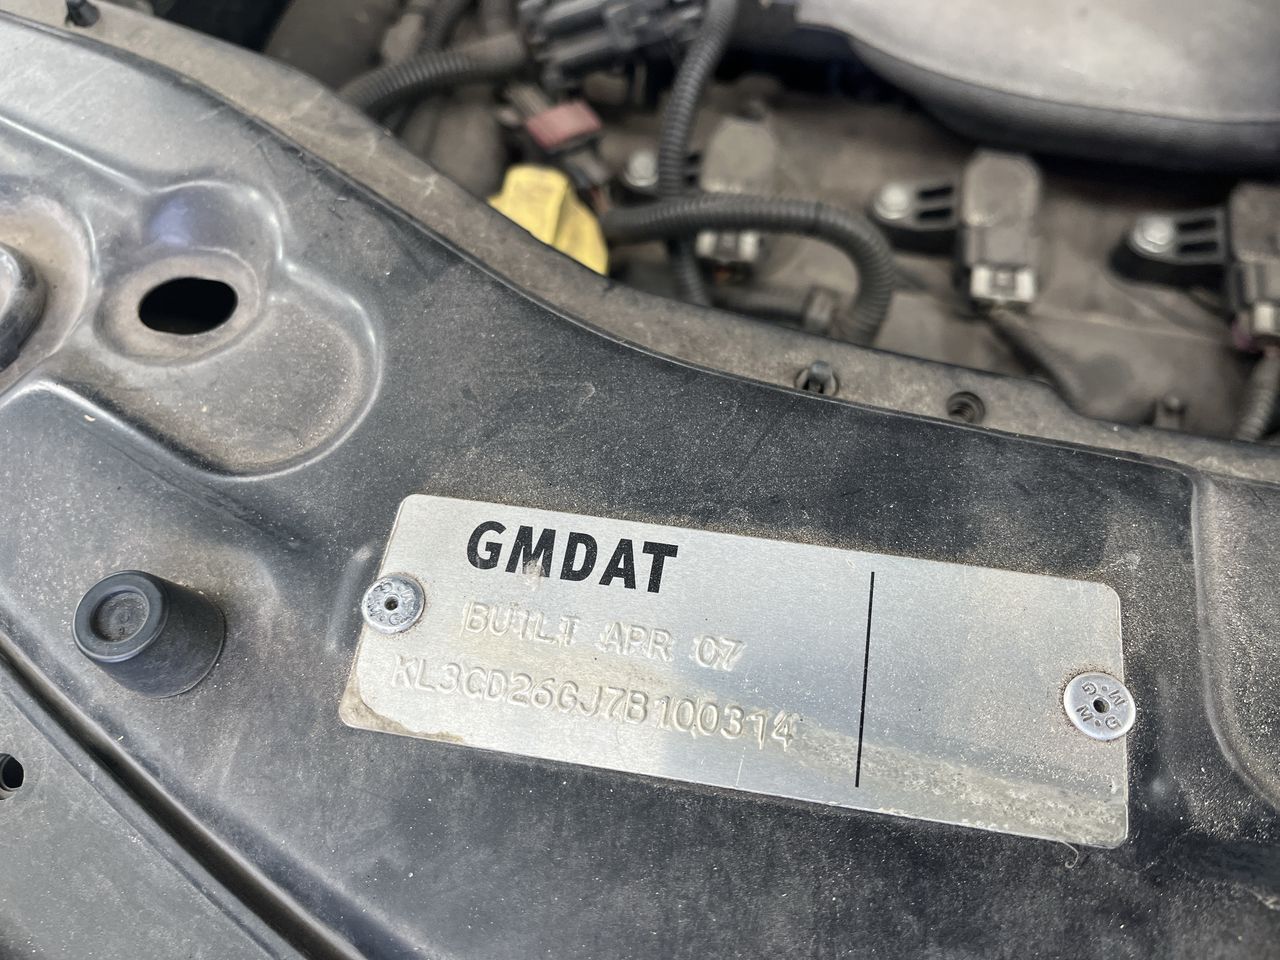 GMDAT
BUILT APR 07
KL3CD26GJ7B100314
G.M.D.W